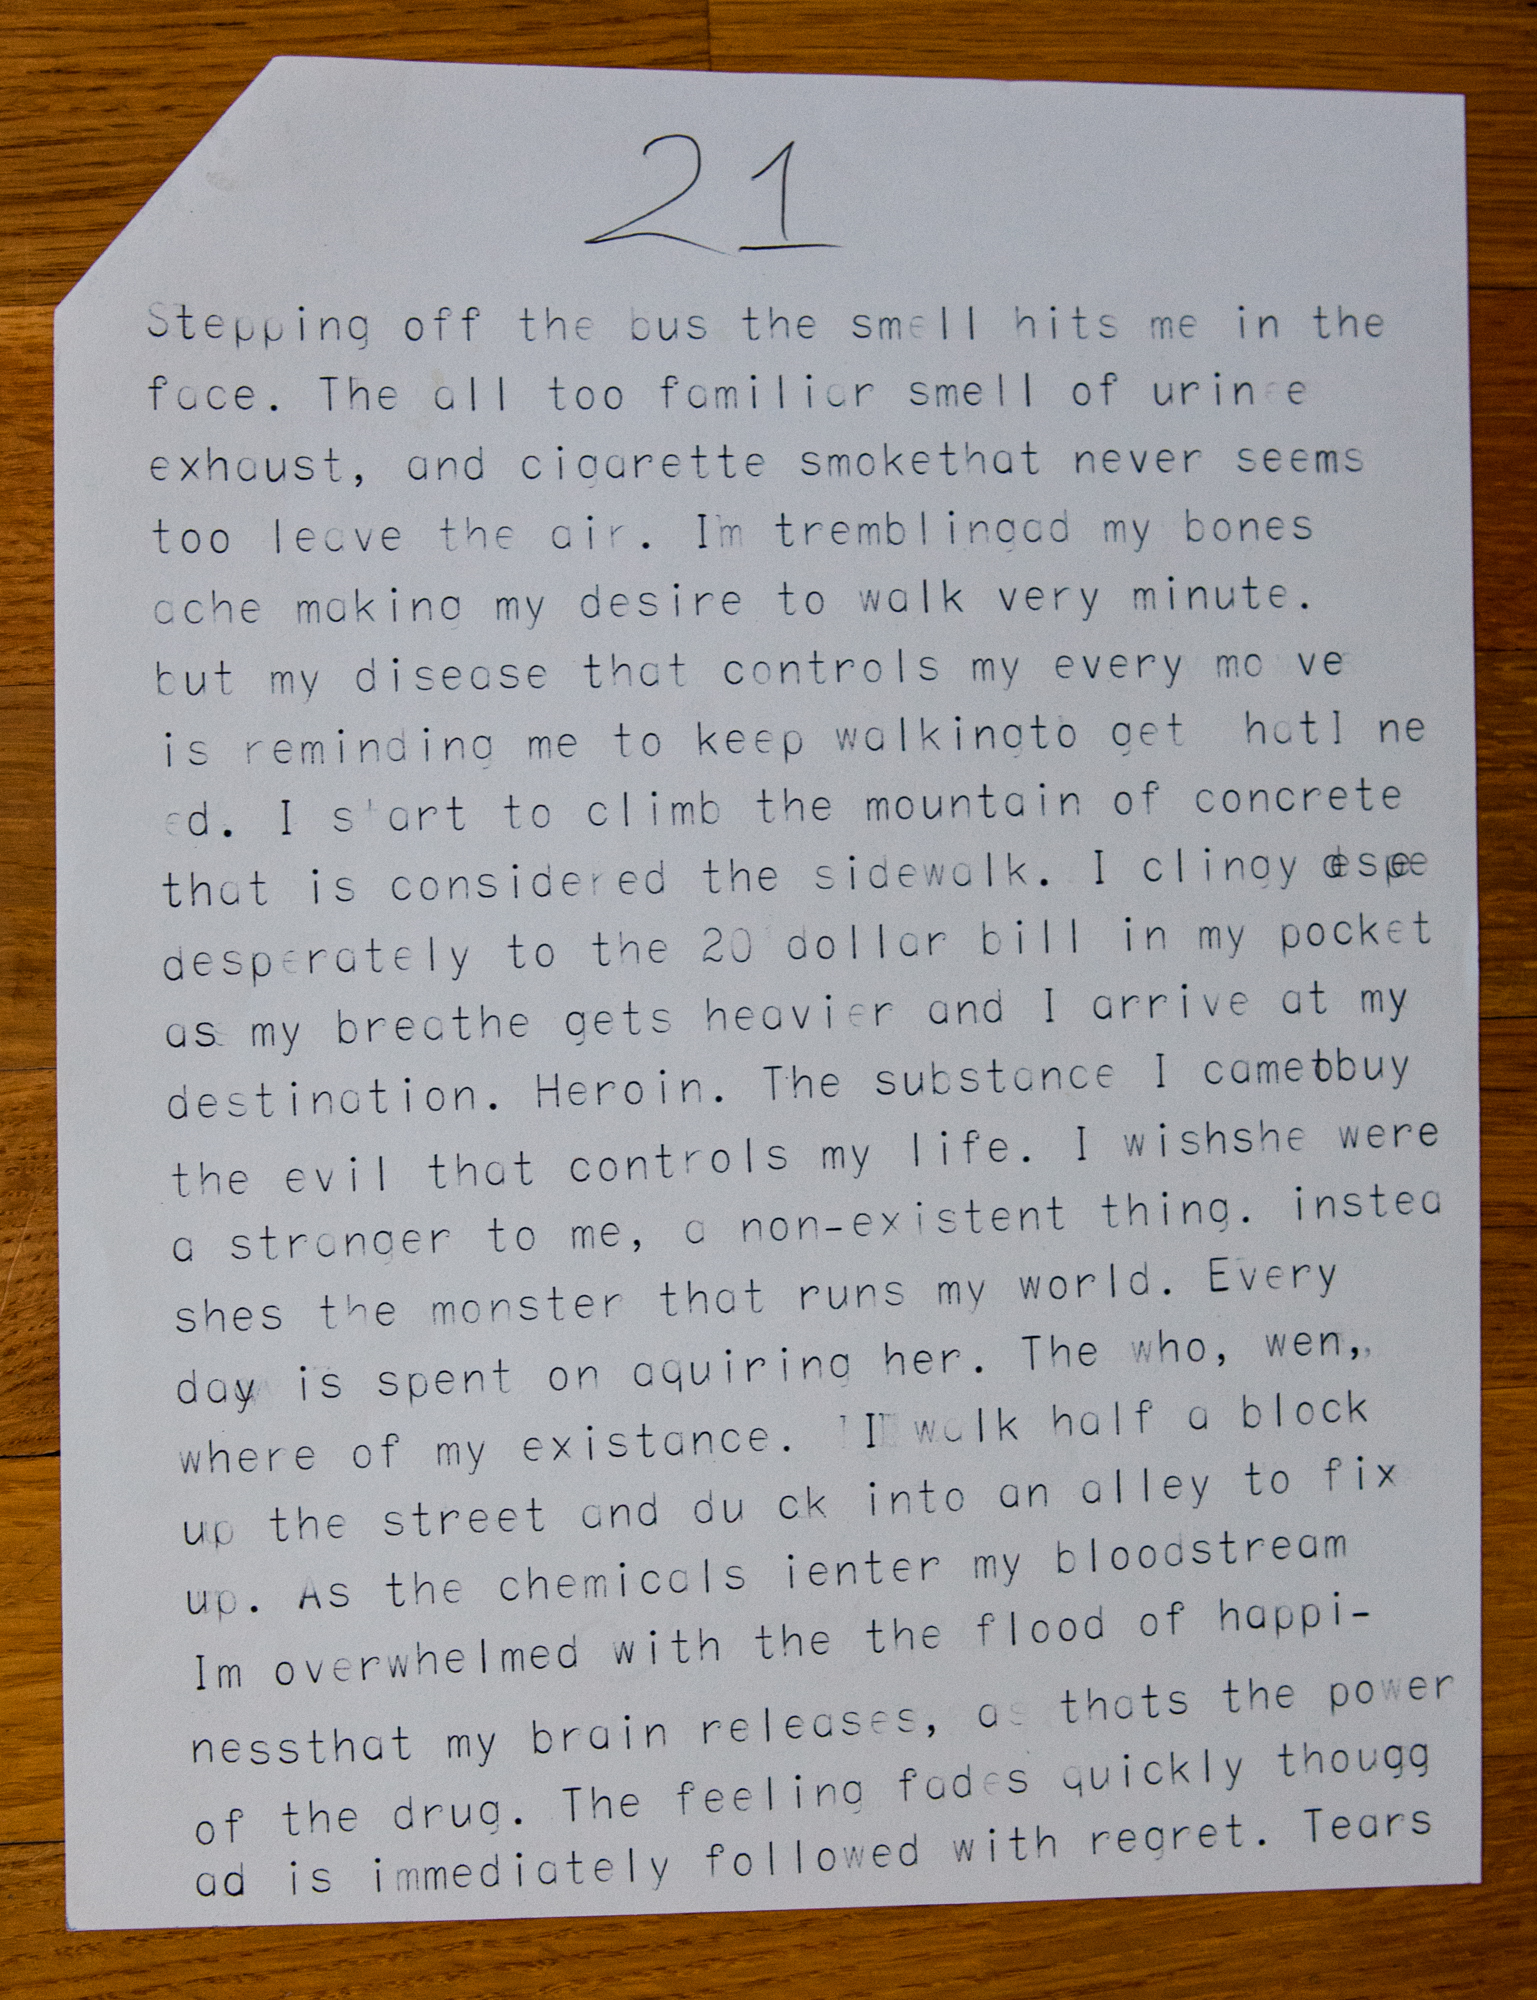 21
Stepping off the bus the smell hits me in the
face. The all too familiar smell of urin e
exhaust, and cigarette smokethat never seems
too leave the air. Im tremblingad my bones
ache making my desire to walk very minute.
but my disease that controls my every mo ve
is reminding me to keep walkingto get hatI ne
ed. I start to climb the mountain of concrete
that is considered the sidewalk. I clingy
desperately to the 20 dollar bill in my pocket
as my breathe gets heavier and I arrive at my
destination. Heroin. The substance I cametbuy
the evil that controls my life. I wishshe were
a stranger to me, a non-existent thing. instea
shes the monster that runs my world. Every
day is spent on aquiring her. The who, wen,,
where of my existance. I walk half a block
up the street and du ck into an alley to fix
up. As the chemicals ienter my bloodstream
Im overwhelmed with the the flood of happi-
nessthat my brain releases, as thats the power
of the drug. The feeling fades quickly thougg
ad is immediately followed with regret. Tears